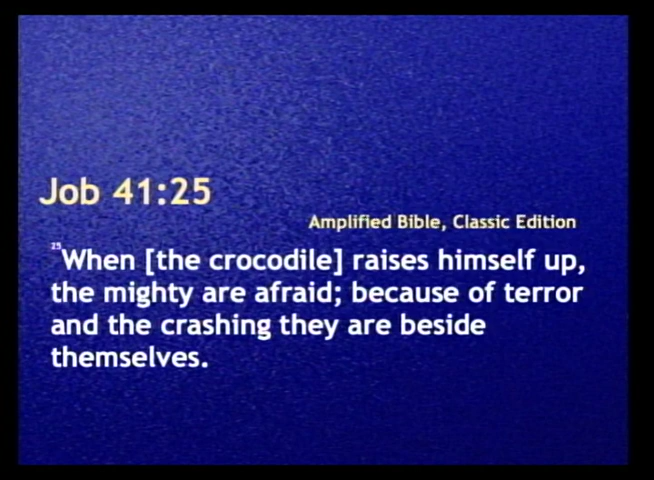 Job 41:25
Amplified Bible, Classic Edition
25When [the crocodile] raises himself up,
the mighty are afraid; because of terror
and the crashing they are beside
themselves.